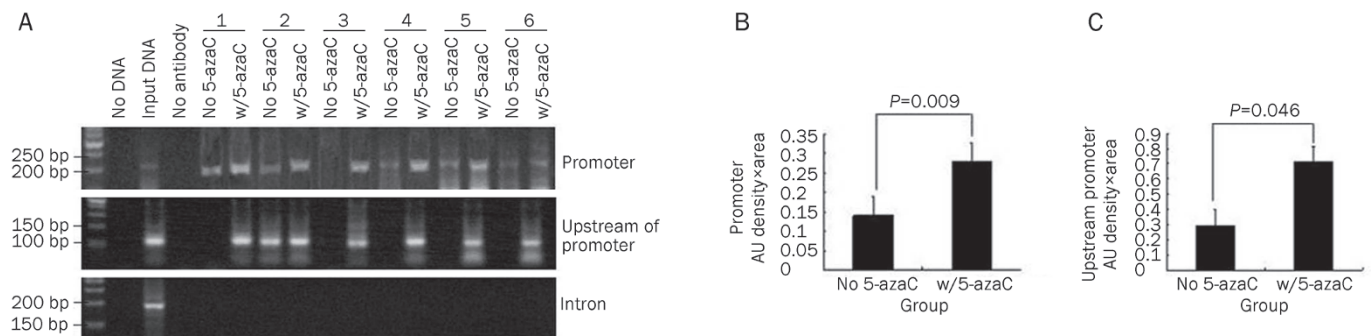 A
No DNA
Input DNA
No antibody
1 2 3 4 5 6
No 5-azaC
w/5-azaC
No 5-azaC
w/5-azaC
No 5-azaC
w/5-azaC
No 5-azaC
w/5-azaC
No 5-azaC
w/5-azaC
No 5-azaC
w/5-azaC
250 bp
200 bp
Promoter
150 bp
100 bp
Upstream of
promoter
200 bp
150 bp
Intron
B
P=0.009
Promoter
AU density×area
0.35
0.3
0.25
0.2
0.15
0.1
0.05
0
No 5-azaC w/5-azaC
Group
C
P=0.046
Upstream promoter
AU density×area
0.9
0.8
0.7
0.6
0.5
0.4
0.3
0.2
0.1
0
No 5-azaC w/5-azaC
Group